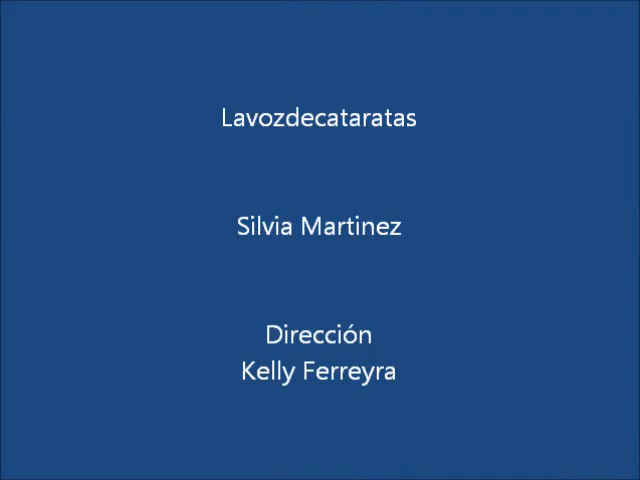 Lavozdecataratas
Silvia Martinez
Dirección
Kelly Ferreyra